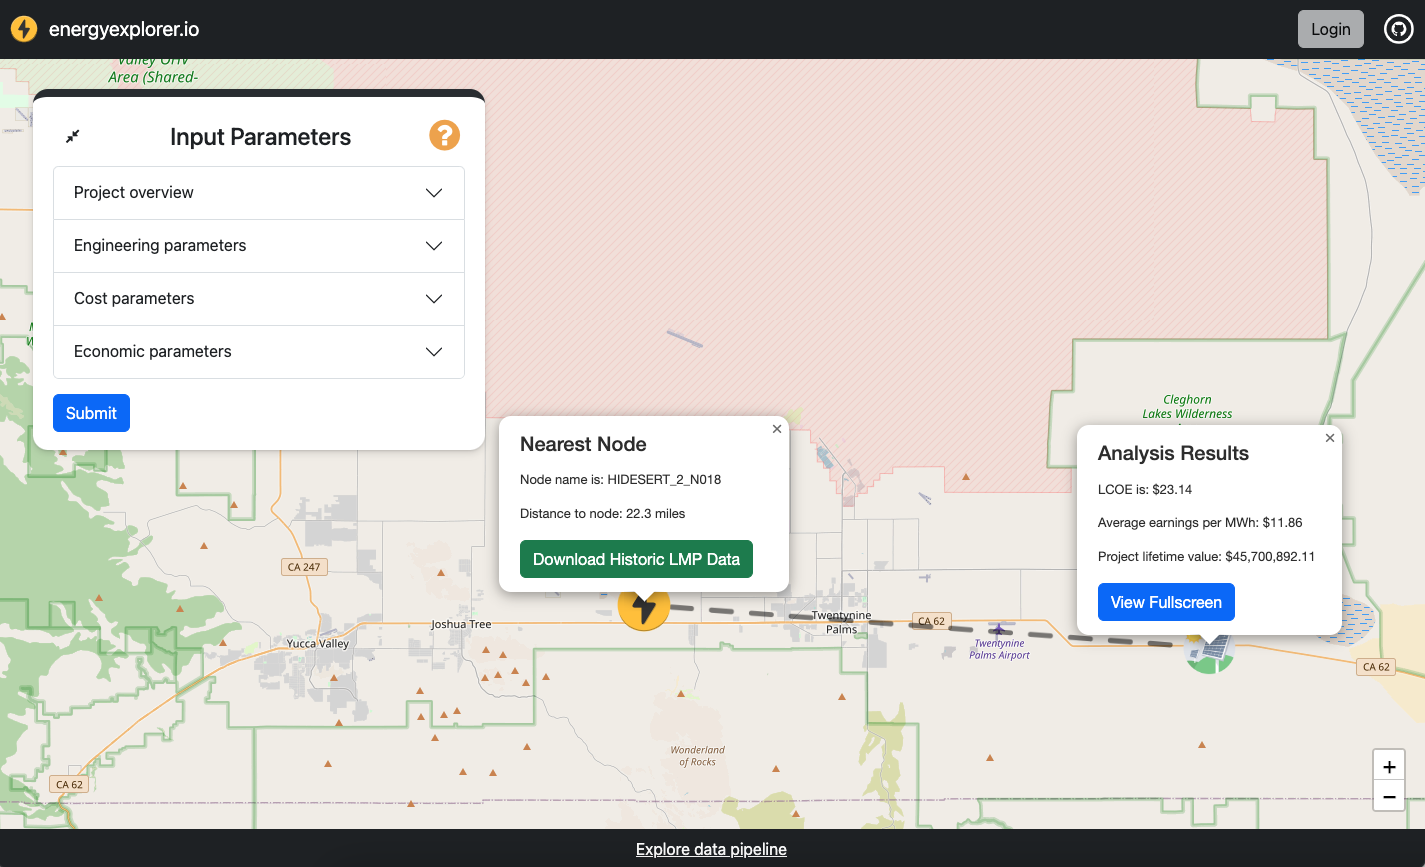 energyexplorer.io
Login
Valley OHV
Area (Shared-
Input Parameters
?
Project overview
Engineering parameters
Cost parameters
Economic parameters
Submit
Cleghorn
Lakes Wilderness
Nearest Node
×
Node name is: HIDESERT_2_N018
Distance to node: 22.3 miles
Download Historic LMP Data
Analysis Results
×
LCOE is: $23.14
Average earnings per MWh: $11.86
Project lifetime value: $45,700,892.11
View Fullscreen
CA 247
Joshua Tree
Yucca Valley
Twentynine
Palms
CA 62
Twentynine
Palms Airport
CA 62
Wonderland
of Rocks
CA 62
+
−
Explore data pipeline